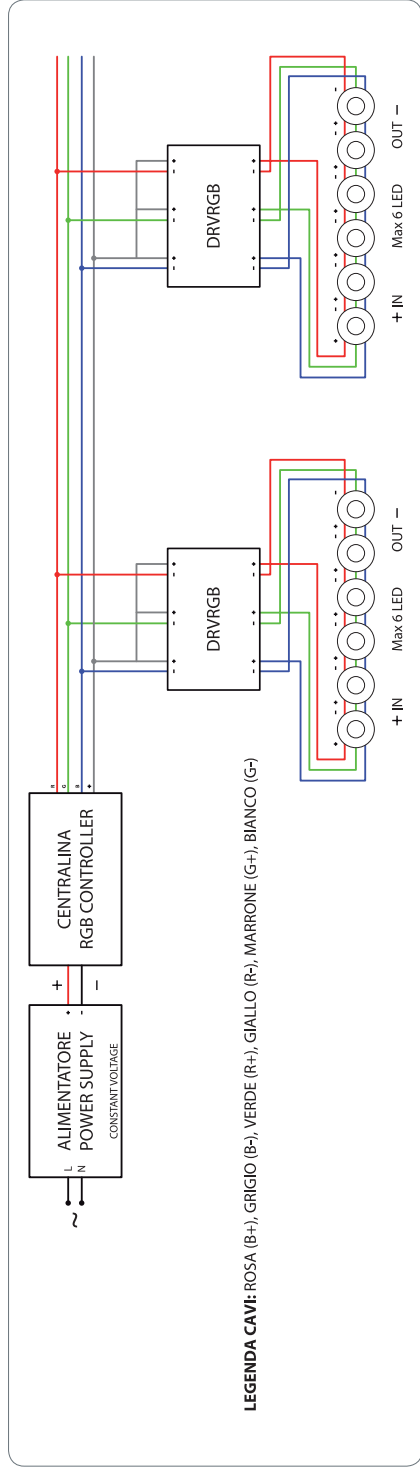 ~
L
N
ALIMENTATORE
POWER SUPPLY
CONSTANT VOLTAGE
+
-
+
−
CENTRALINA
RGB CONTROLLER
R
G
B
+
DRVRGB
- + - + - +
- + - + - +
DRVRGB
- + - + - +
- + - + - +
+ - + - + - + - + - + -
+ IN Max 6 LED OUT −
+ - + - + - + - + - + -
+ IN Max 6 LED OUT −
LEGENDA CAVI: ROSA (B+), GRIGIO (B-), VERDE (R+), GIALLO (R-), MARRONE (G+), BIANCO (G-)